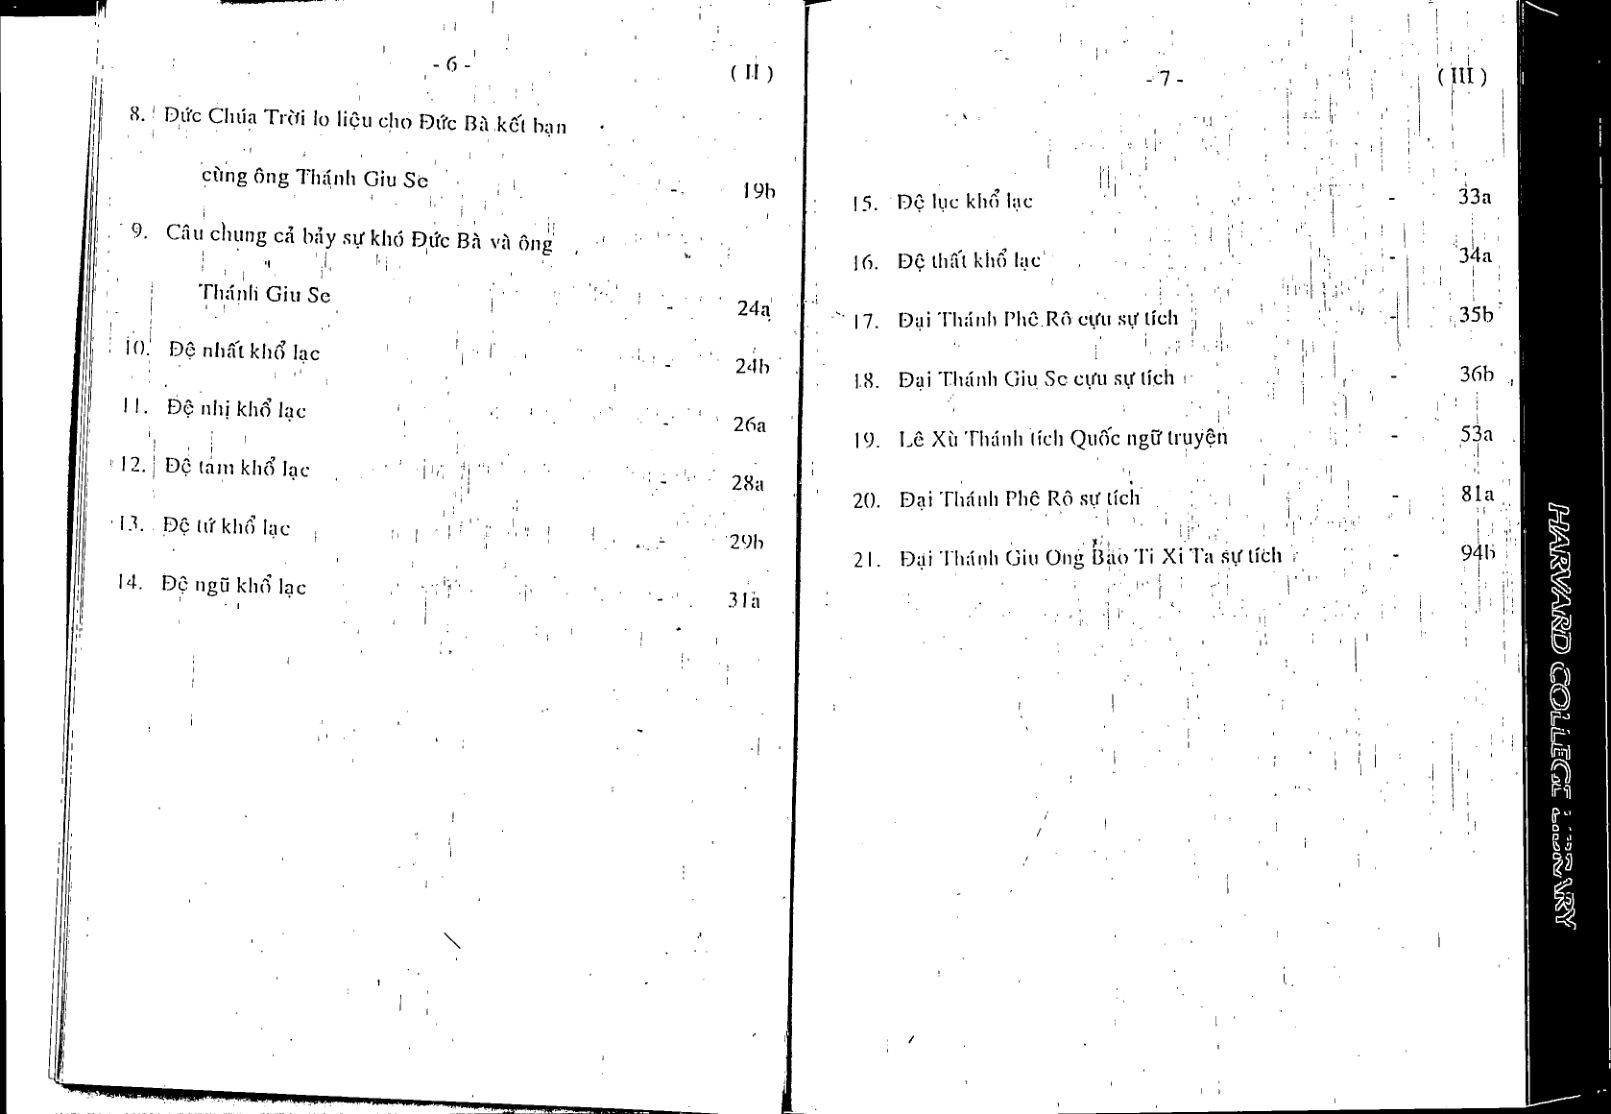 - 6 -
( II )
8. Đức Chúa Trời lo liệu cho Đức Bà kết bạn
cùng ông Thánh Giu Se - 19b
9. Câu chung cả bảy sự khó Đức Bà và ông
Thánh Giu Se - 24a
10. Đệ nhất khổ lạc - 24b
11. Đệ nhị khổ lạc - 26a
12. Đệ tam khổ lạc - 28a
13. Đệ tứ khổ lạc - 29b
14. Đệ ngũ khổ lạc - 31a
- 7 -
( III )
15. Đệ lục khổ lạc - 33a
16. Đệ thất khổ lạc - 34a
17. Đại Thánh Phê Rô cựu sự tích - 35b
18. Đại Thánh Giu Se cựu sự tích - 36b
19. Lê Xù Thánh tích Quốc ngữ truyện - 53a
20. Đại Thánh Phê Rô sự tích - 81a
21. Đại Thánh Giu Ong Bảo Ti Xi Ta sự tích - 94b
HARVARD COLLEGE LIBRARY